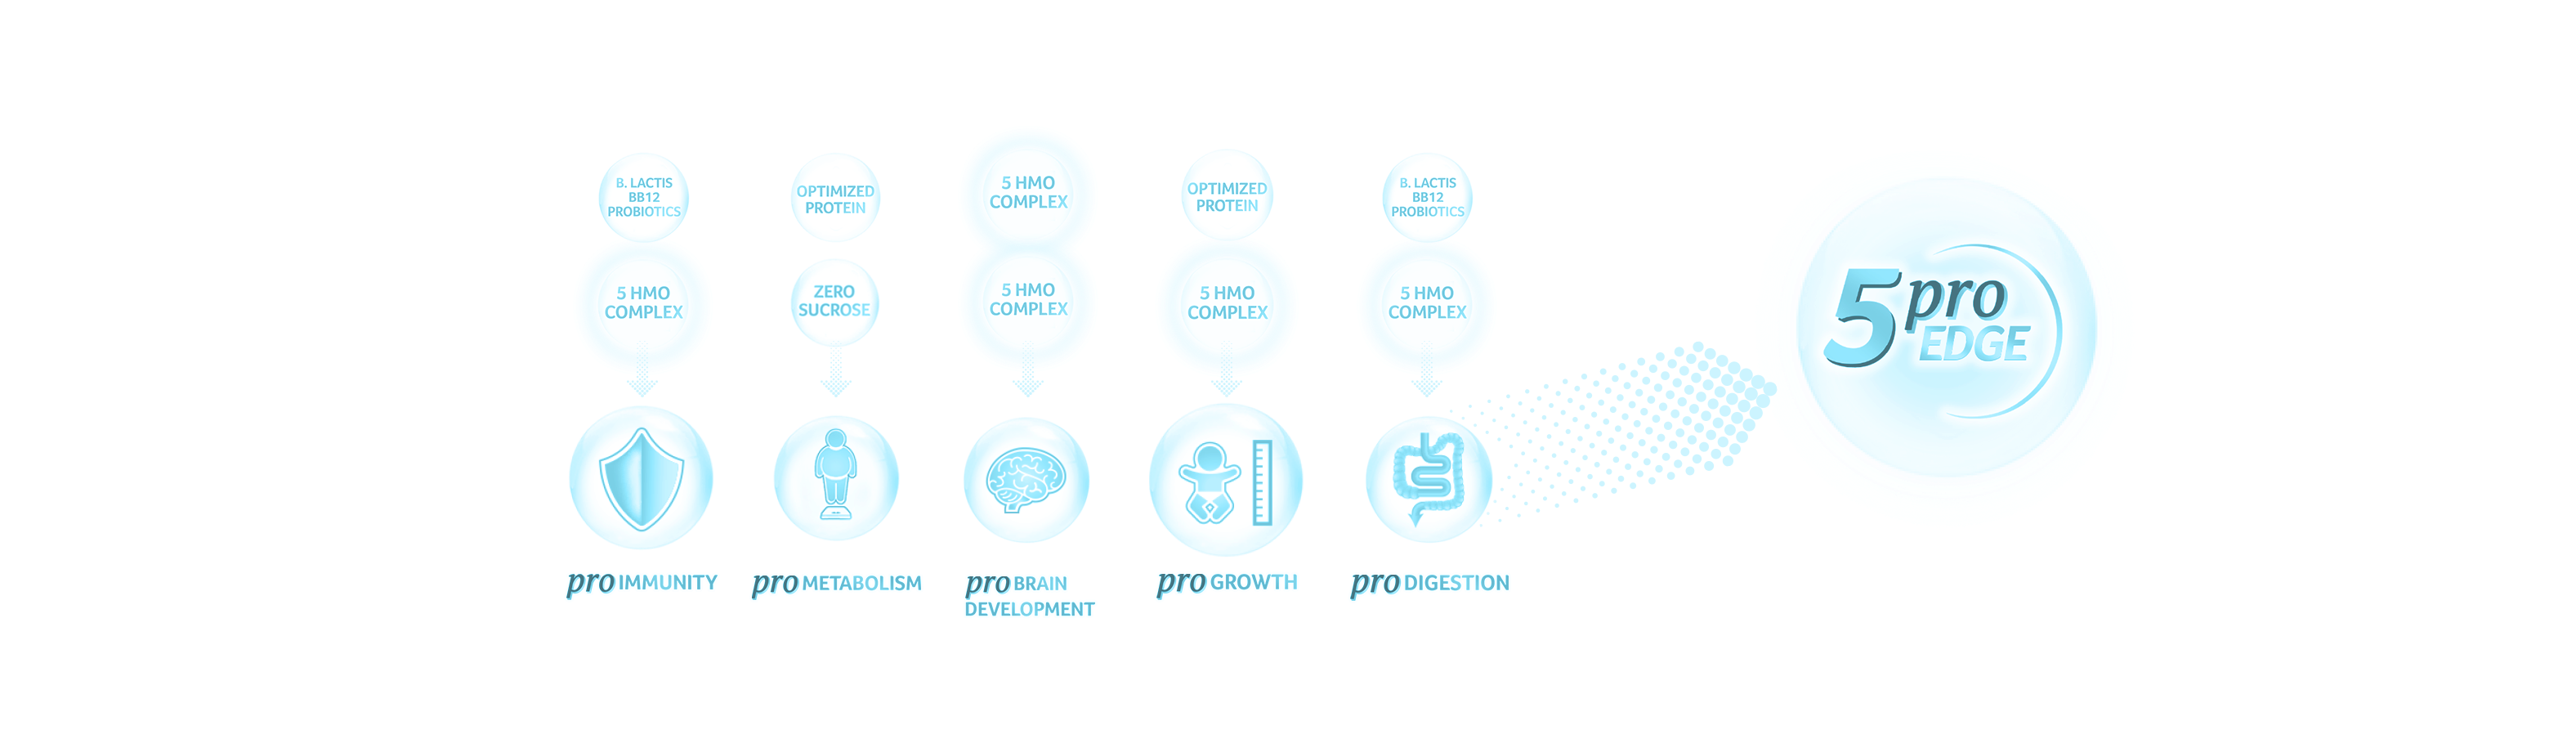 B. LACTIS
BB12
PROBIOTICS
5 HMO
COMPLEX
pro IMMUNITY
OPTIMIZED
PROTEIN
ZERO
SUCROSE
pro METABOLISM
5 HMO
COMPLEX
5 HMO
COMPLEX
pro BRAIN
DEVELOPMENT
OPTIMIZED
PROTEIN
5 HMO
COMPLEX
pro GROWTH
B. LACTIS
BB12
PROBIOTICS
5 HMO
COMPLEX
pro DIGESTION
5 pro
EDGE